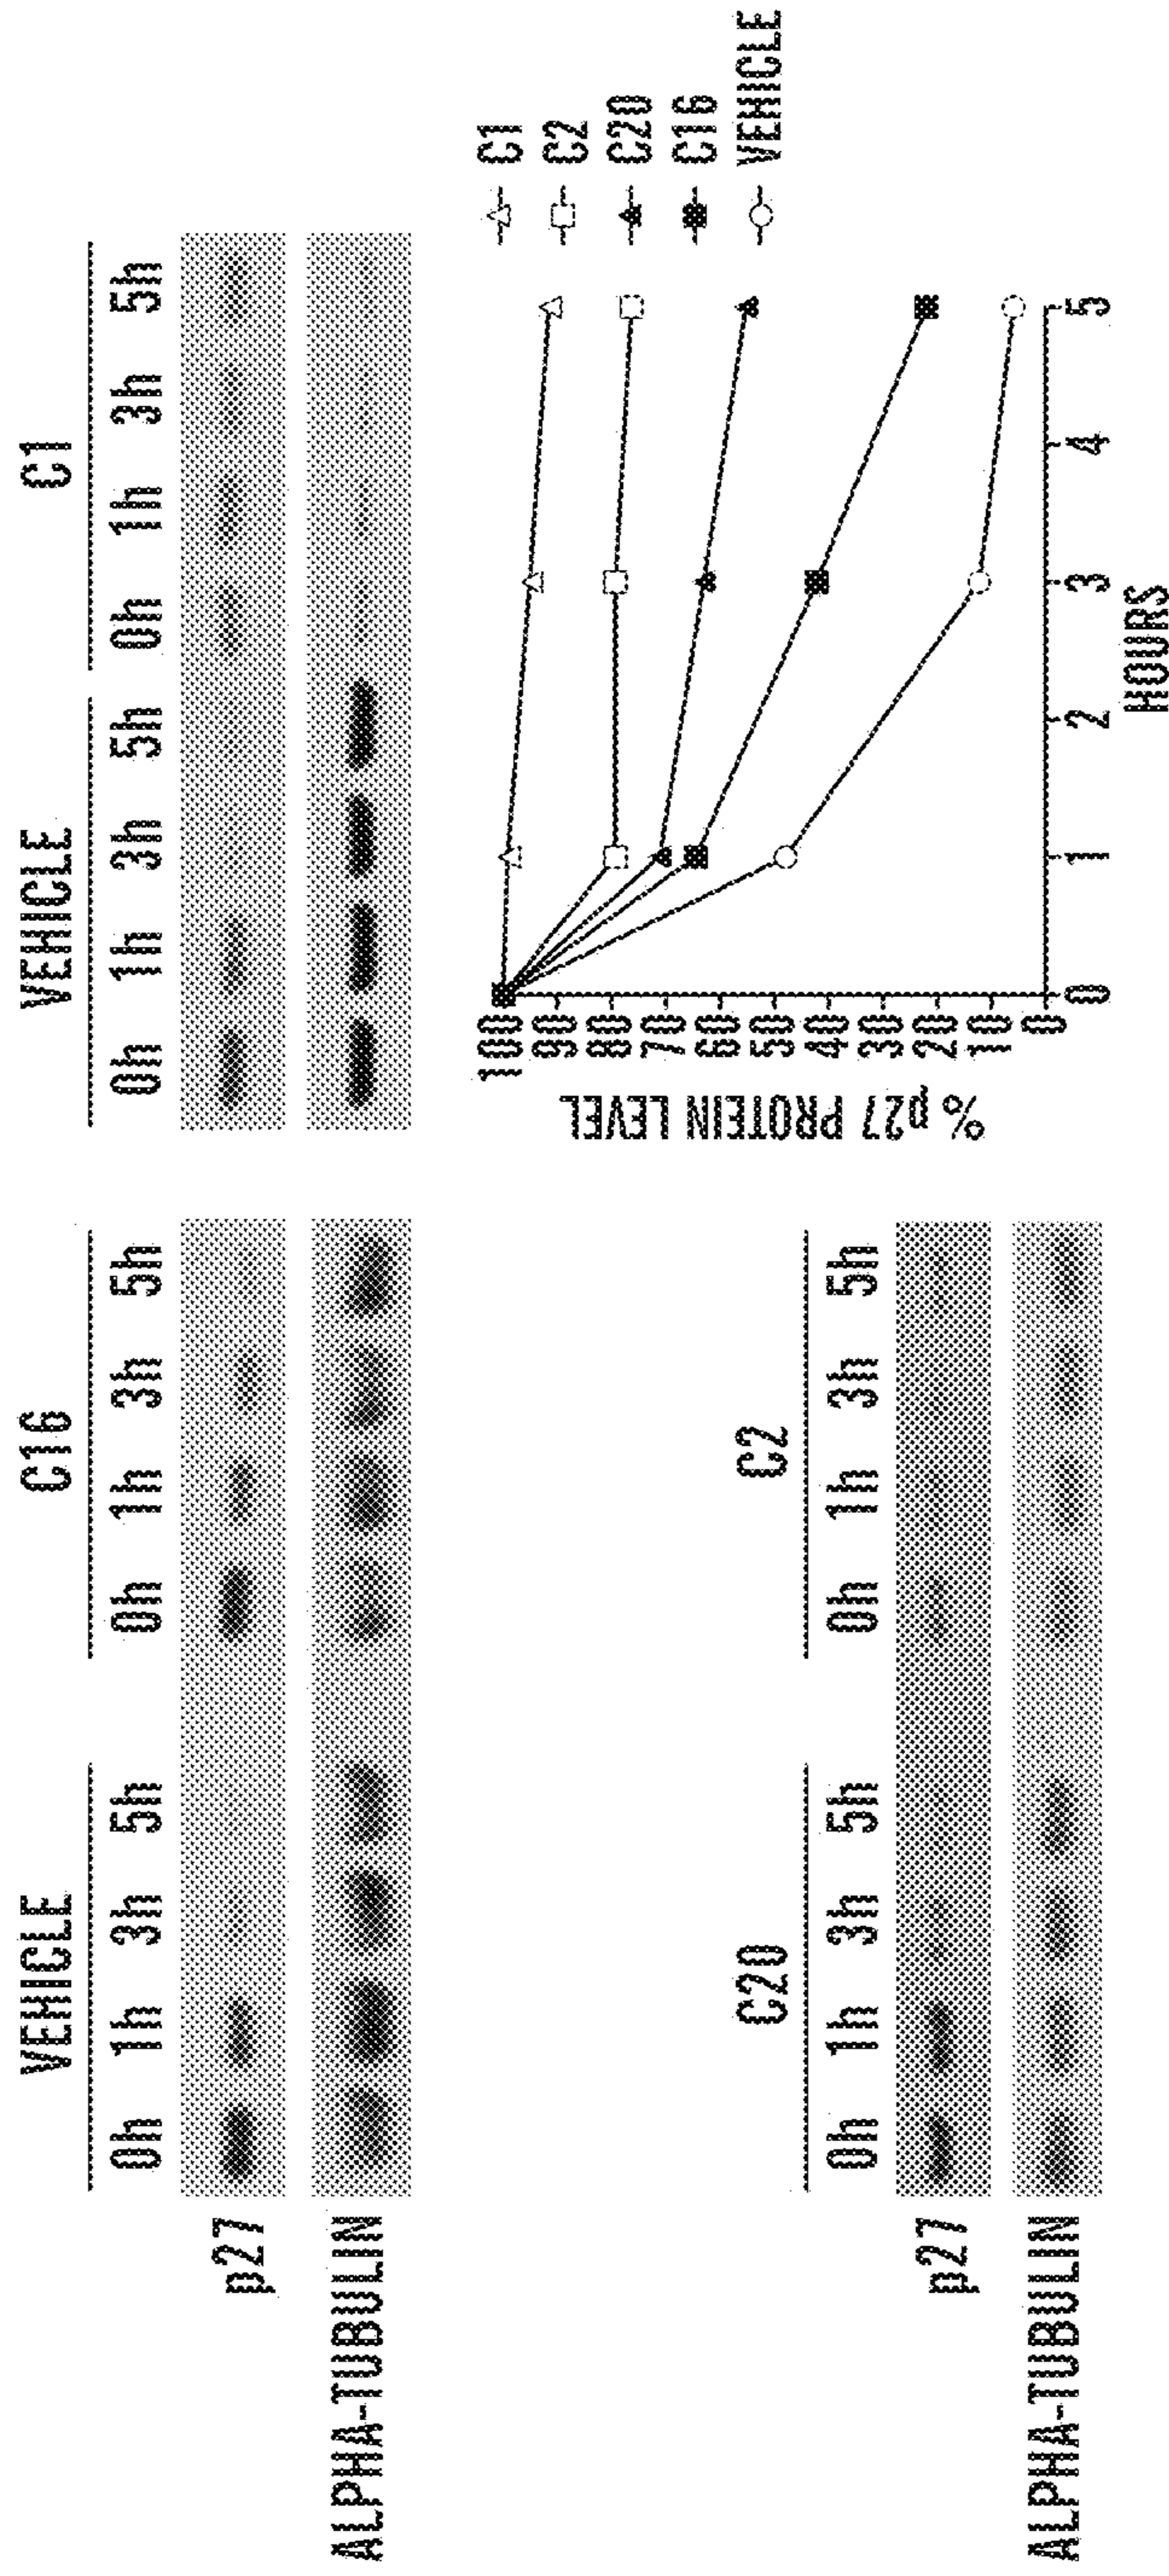 VEHICLE C16 VEHICLE C1
0h 1h 3h 5h 0h 1h 3h 5h 0h 1h 3h 5h 0h 1h 3h 5h
p27
ALPHA-TUBULIN
C20 C2
0h 1h 3h 5h 0h 1h 3h 5h
p27
ALPHA-TUBULIN
% p27 PROTEIN LEVEL
100
90
80
70
60
50
40
30
20
10
0
0 1 2 3 4 5
HOURS
C1
C2
C20
C16
VEHICLE